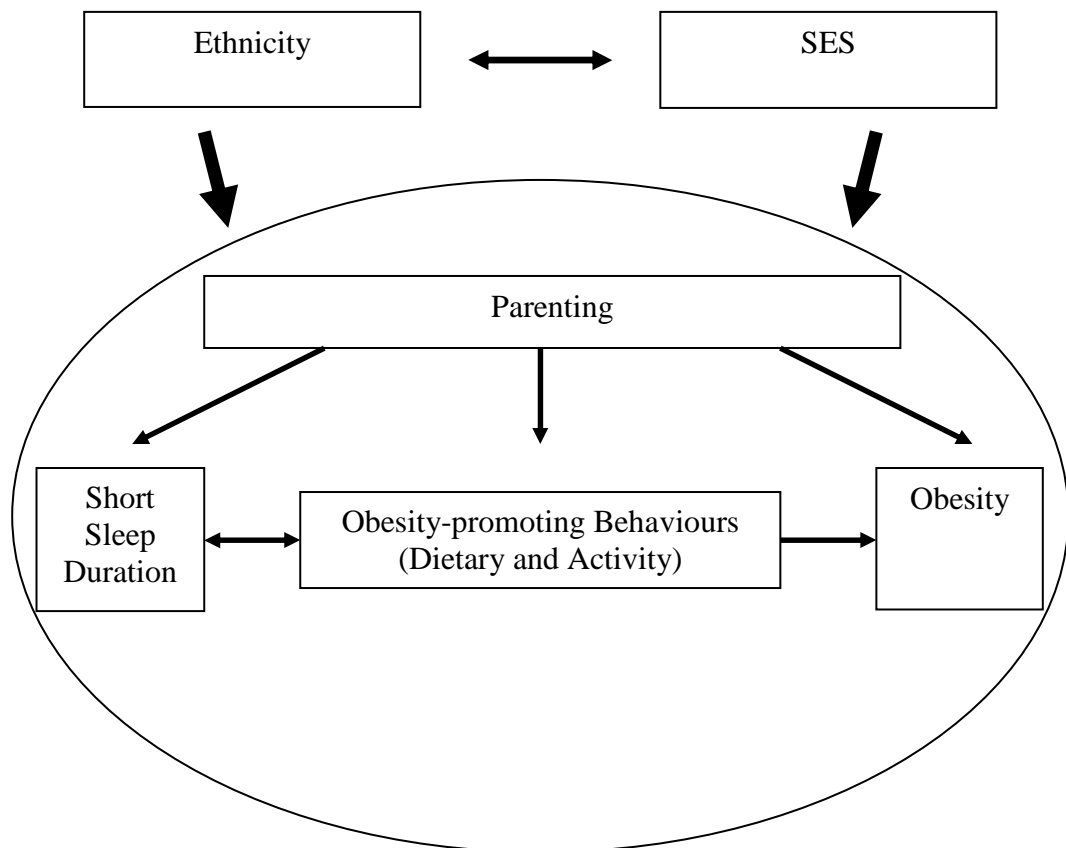 Ethnicity
SES
Parenting
Short
Sleep
Duration
Obesity-promoting Behaviours
(Dietary and Activity)
Obesity